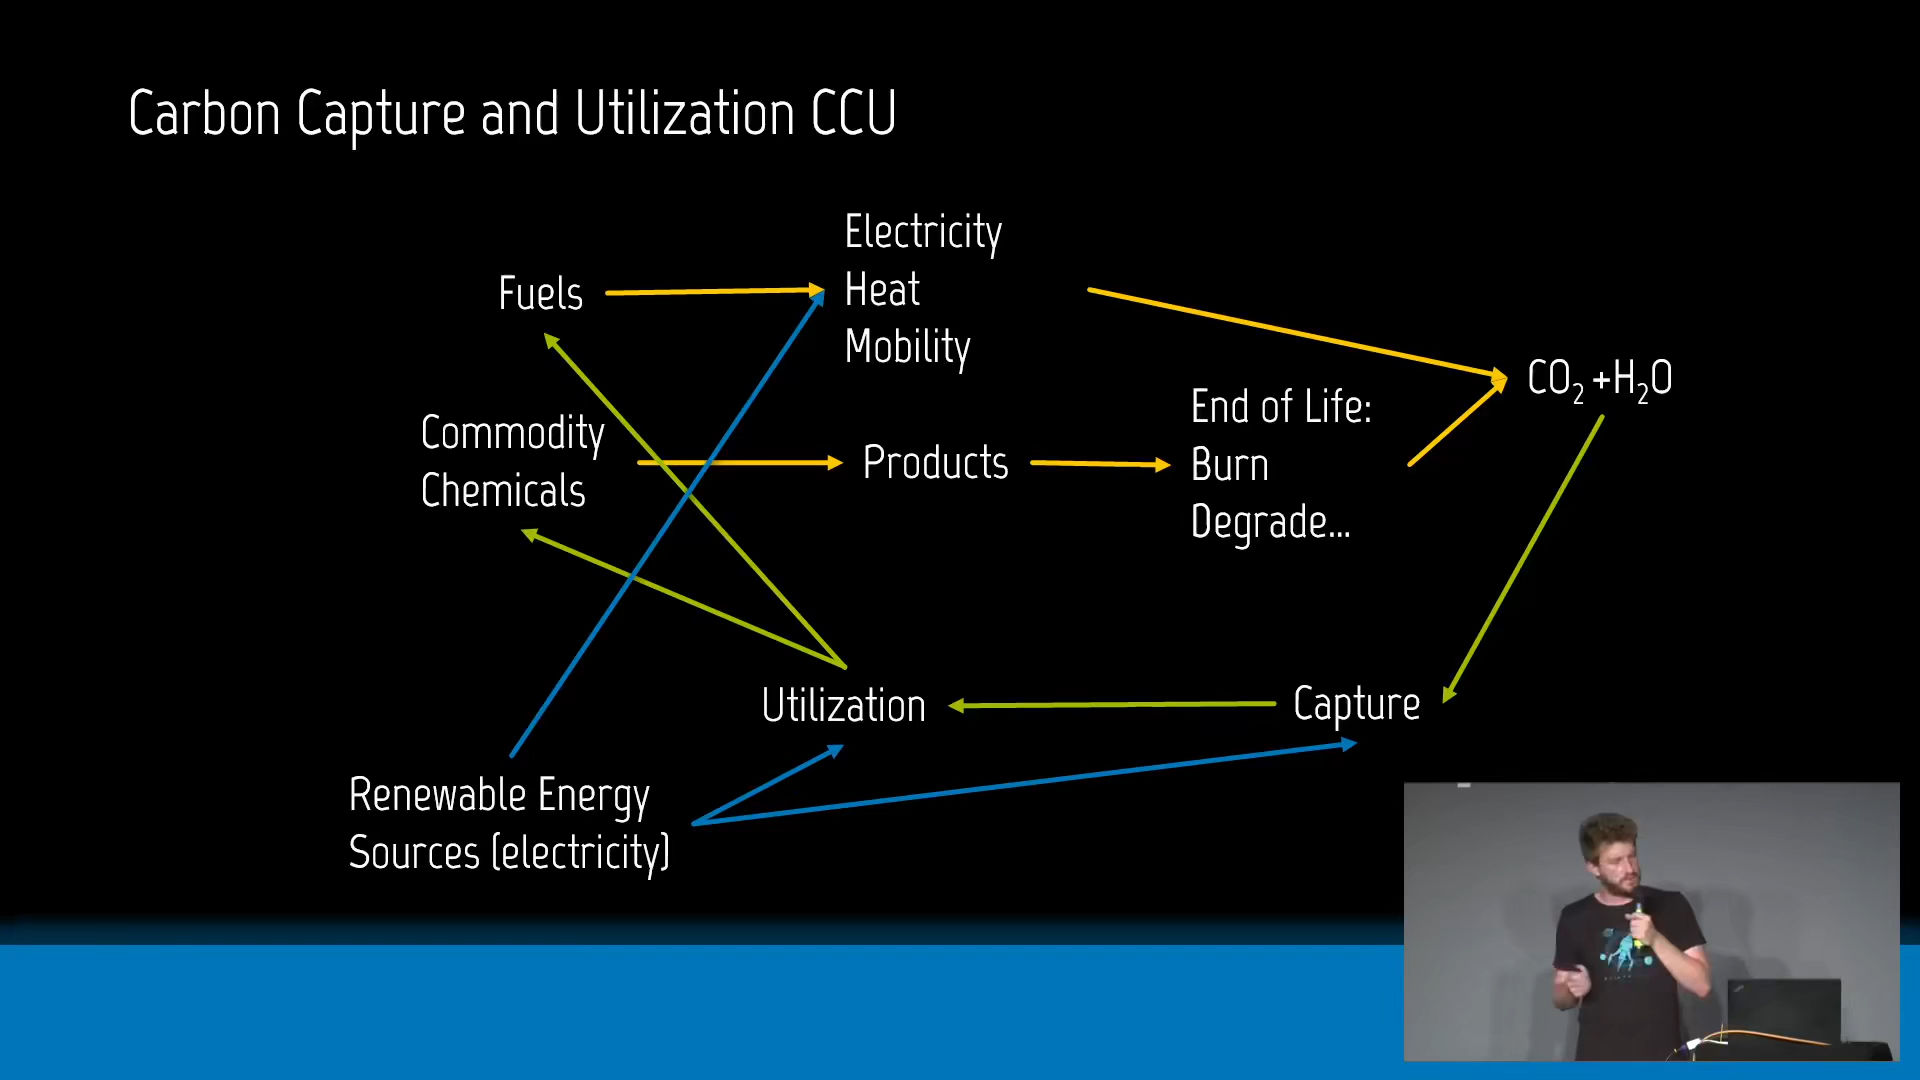 Carbon Capture and Utilization CCU
Electricity
Fuels
Heat
Mobility
CO₂ +H₂O
End of Life:
Commodity
Products
Burn
Chemicals
Degrade...
Utilization
Capture
Renewable Energy
Sources (electricity)